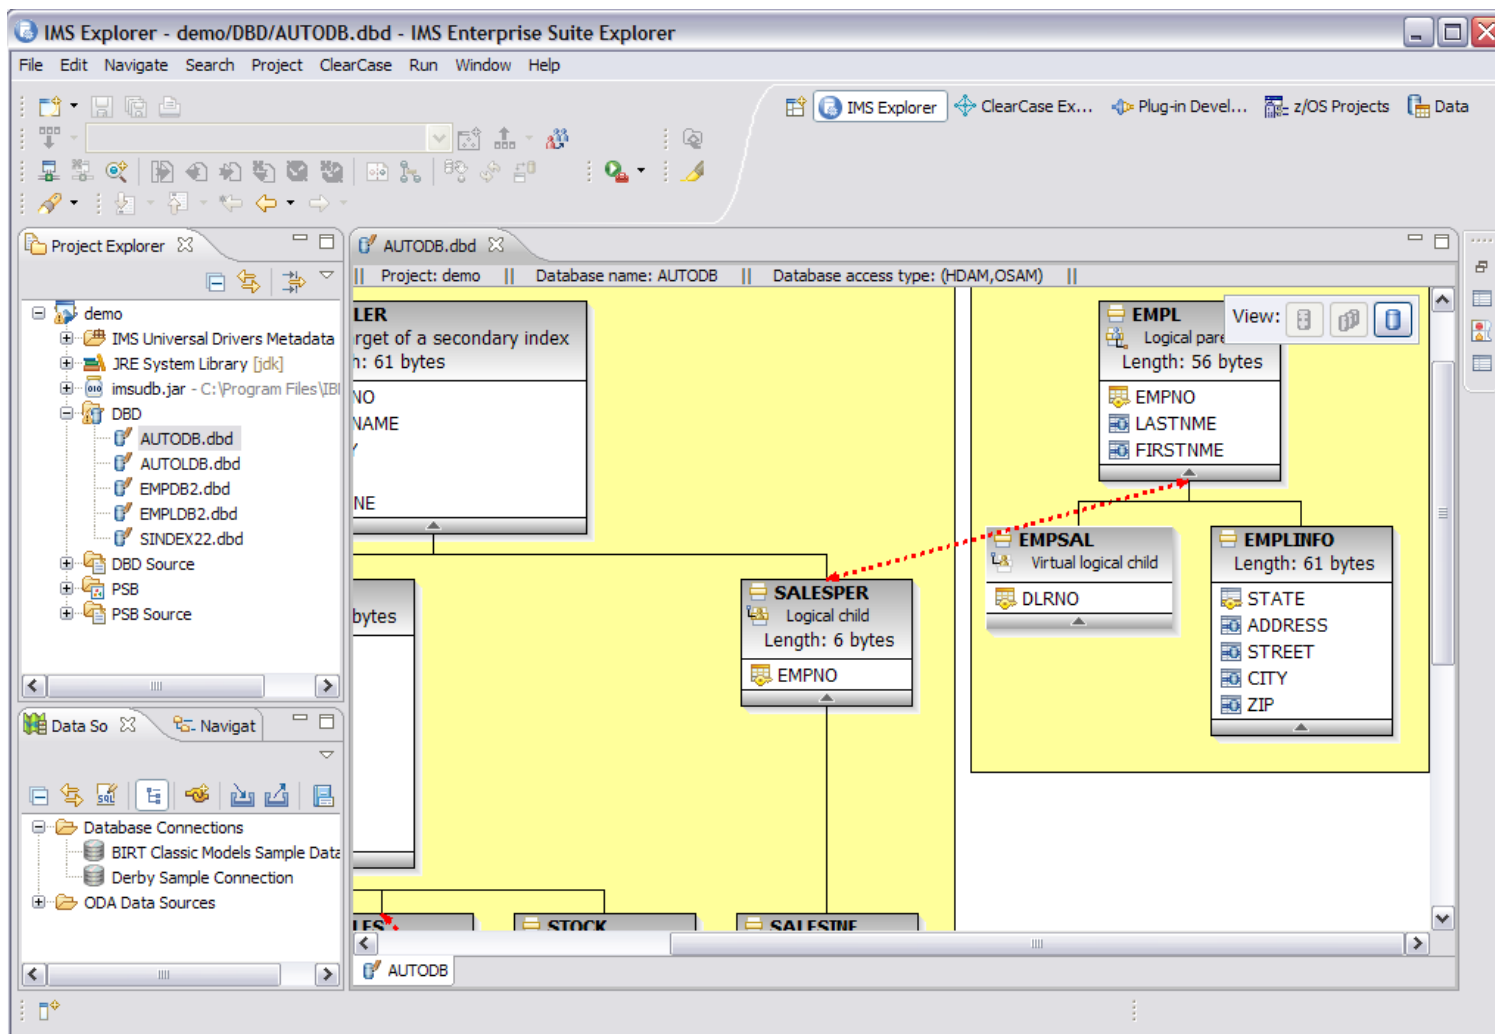 IMS Explorer - demo/DBD/AUTODB.dbd - IMS Enterprise Suite Explorer
File Edit Navigate Search Project ClearCase Run Window Help
IMS Explorer ClearCase Ex... Plug-in Devel... z/OS Projects Data
Project Explorer
demo
IMS Universal Drivers Metadata
JRE System Library [jdk]
imsudb.jar - C:\Program Files\IB
DBD
AUTODB.dbd
AUTOLDB.dbd
EMPDB2.dbd
EMPLDB2.dbd
SINDEX22.dbd
DBD Source
PSB
PSB Source
Data So Navigat
SQL
Database Connections
BIRT Classic Models Sample Data
Derby Sample Connection
ODA Data Sources
AUTODB.dbd
|| Project: demo || Database name: AUTODB || Database access type: (HDAM,OSAM) ||
LER
rget of a secondary index
h: 61 bytes
NO
NAME
NE
bytes
SALESPER
Logical child
Length: 6 bytes
EMPNO
LES
STOCK
SALESINF
View:
EMPL
Logical pare
Length: 56 bytes
EMPNO
LASTNME
FIRSTNME
EMPSAL
Virtual logical child
DLRNO
EMPLINFO
Length: 61 bytes
STATE
ADDRESS
STREET
CITY
ZIP
AUTODB